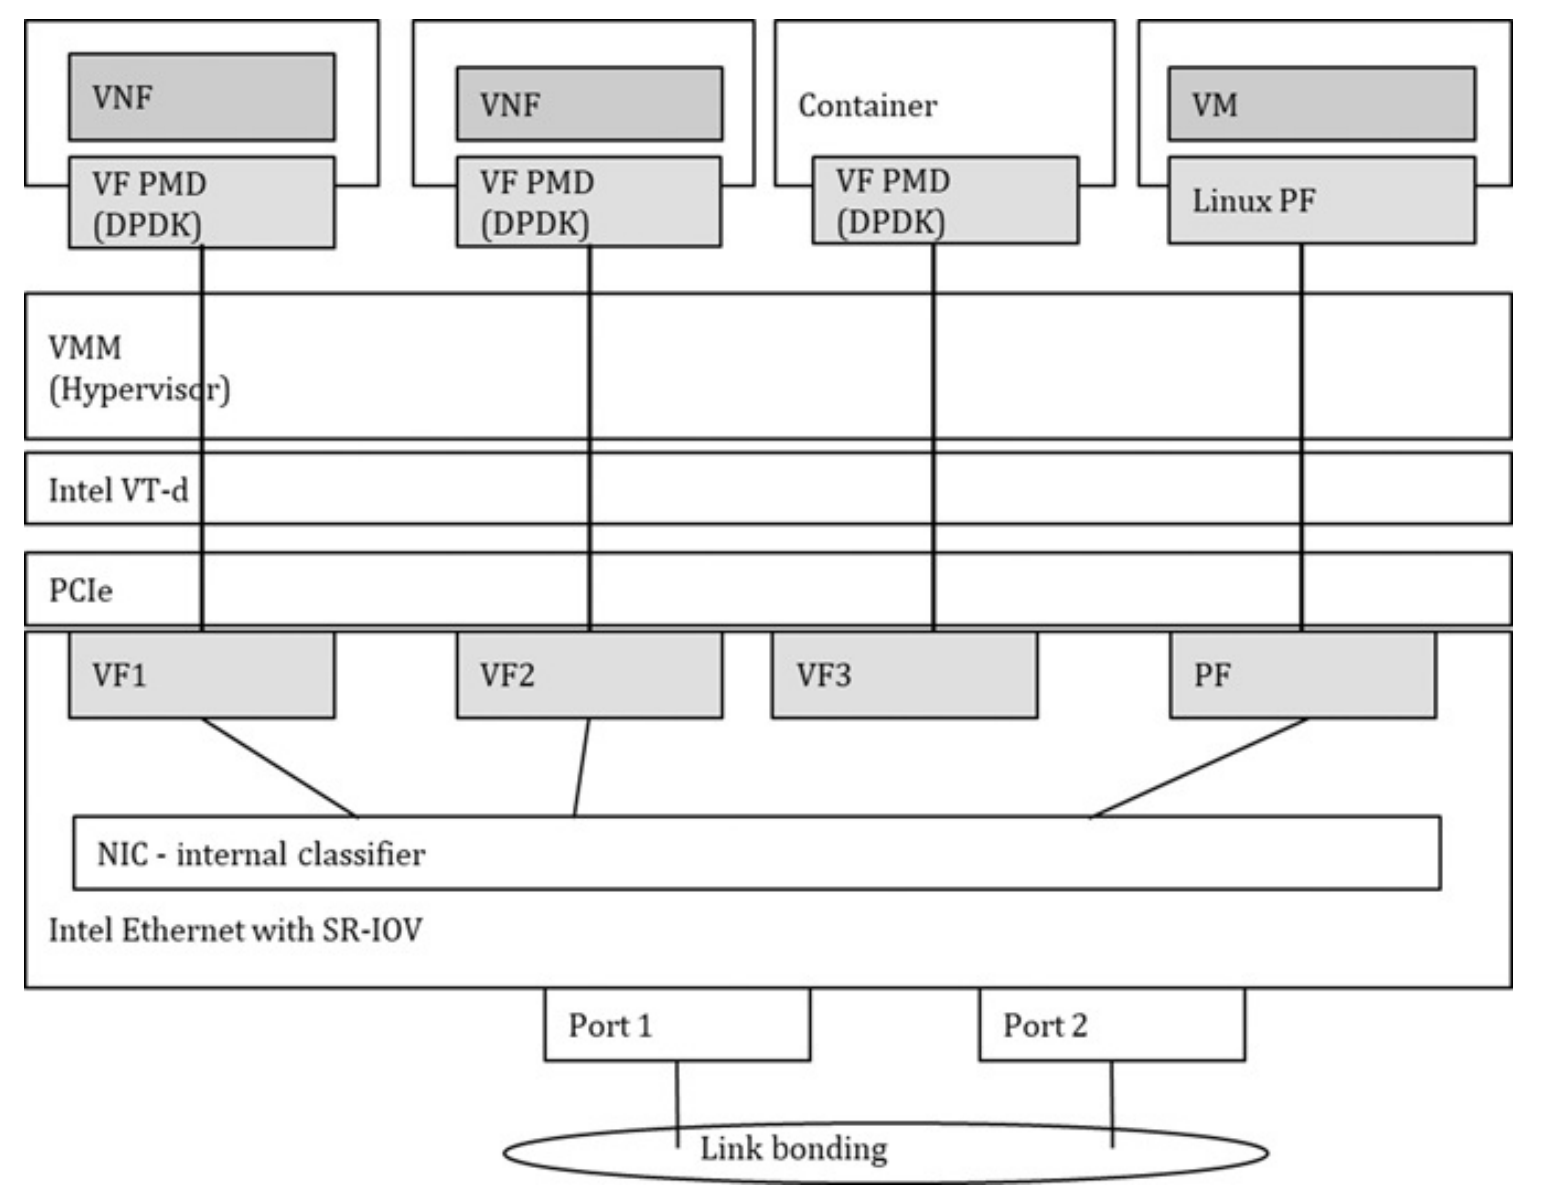 VNF
VNF
Container
VM
VF PMD
(DPDK)
VF PMD
(DPDK)
VF PMD
(DPDK)
Linux PF
VMM
(Hypervisor)
Intel VT-d
PCIe
VF1
VF2
VF3
PF
NIC - internal classifier
Intel Ethernet with SR-IOV
Port 1
Port 2
Link bonding